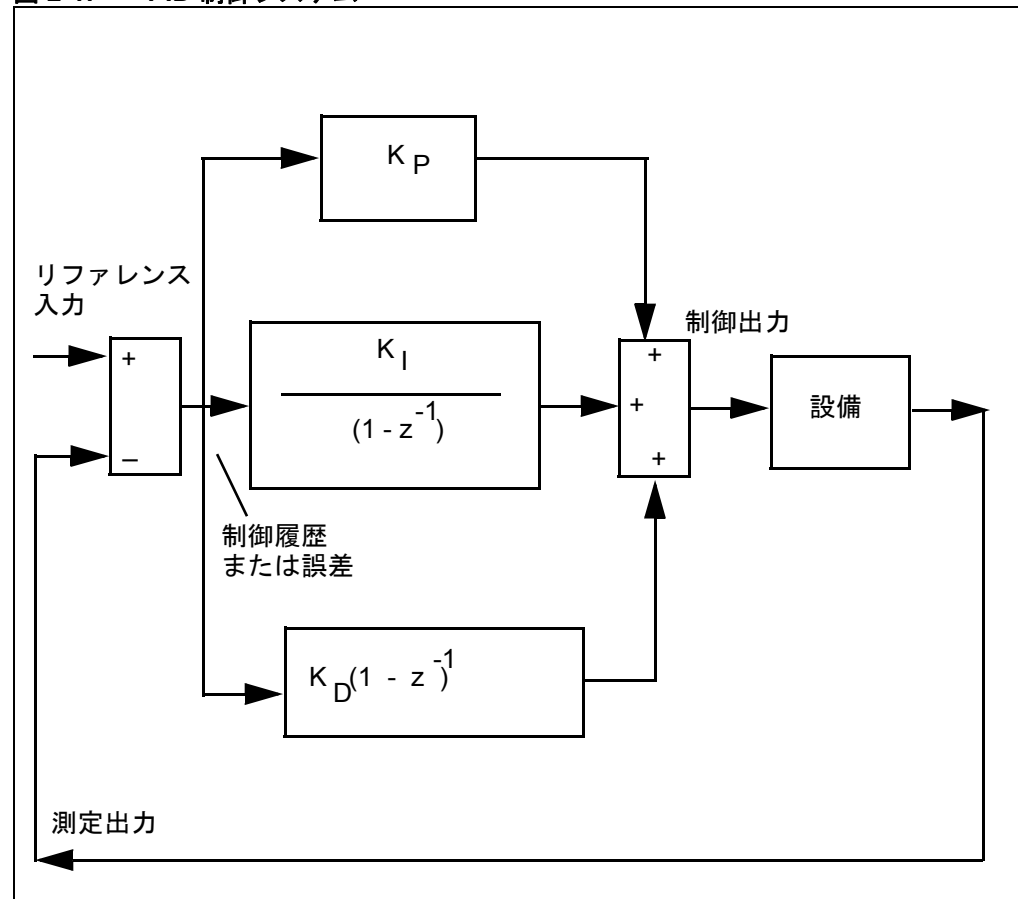 K P
リファレンス
入力
+
–
K I
(1 - z -1)
制御出力
+
+
+
設備
制御履歴
または誤差
K D(1 - z -1)
測定出力